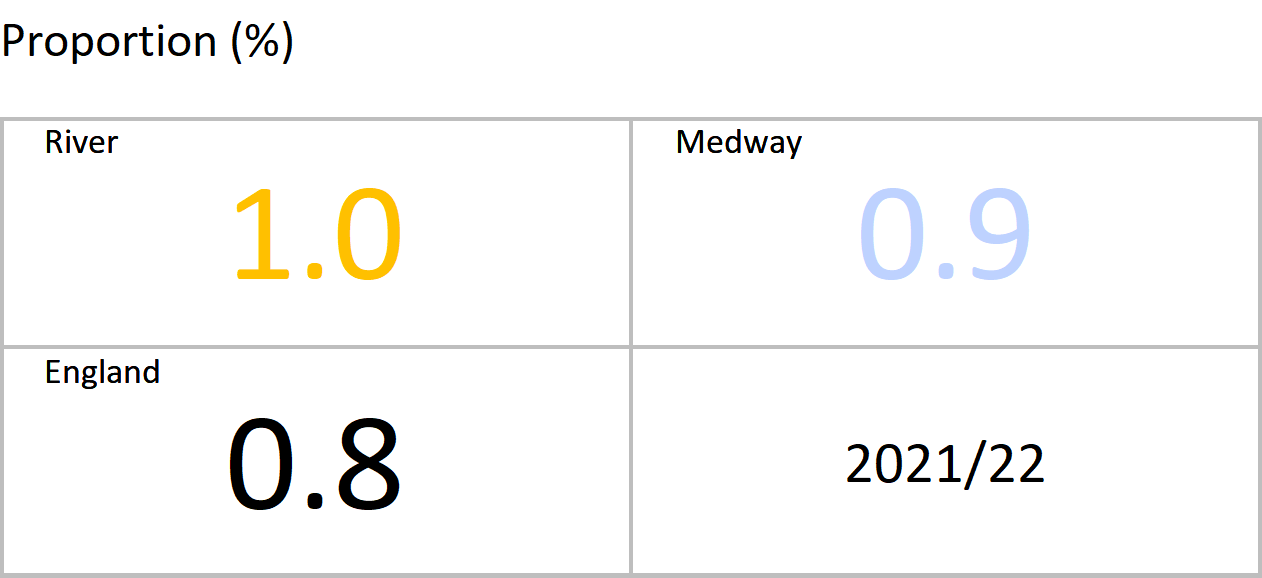 Proportion (%)
River
1.0
Medway
0.9
England
0.8
2021/22